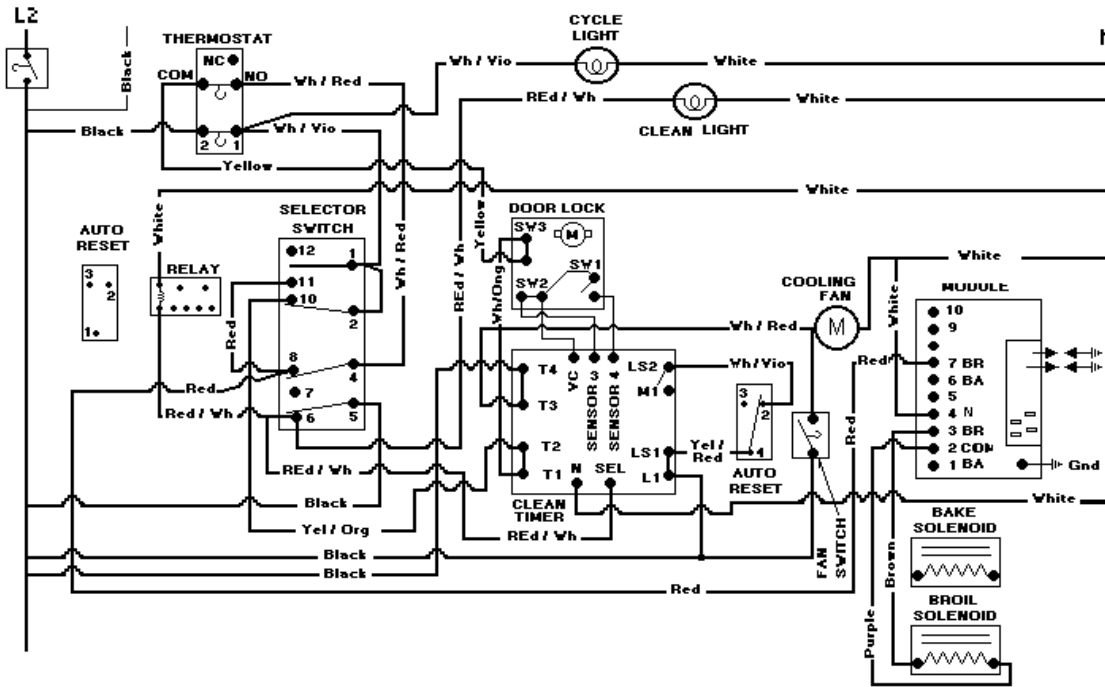 L2
CYCLE
LIGHT
THERMOSTAT
NC
COM
NO
Black
Wh / Red
Wh / Vio
White
REd / Wh
White
CLEAN LIGHT
Black
2 1
Wh / Vio
Yellow
White
SELECTOR
SWITCH
DOOR LOCK
AUTO
RESET
3
2
1
White
RELAY
12
1
11
10
2
Wh / Red
REd / Wh
Yellow
SW3
M
SW2
SW1
Wh/Org
COOLING
FAN
M
White
White
MODULE
10
9
7 BR
6 BA
5
4 N
3 BR
2 COM
1 BA
Gnd
Red
8
4
7
5
6
Red
Red / Wh
REd / Wh
Wh / Red
Red
T4
T3
T2
T1
VC
SENSOR 3
SENSOR 4
LS2
M1
LS1
L1
N
SEL
CLEAN
TIMER
Wh/Vio
3
2
4
Yel /
Red
AUTO
RESET
Red
White
Black
Yel / Org
REd / Wh
Black
Black
Red
FAN
SWITCH
BAKE
SOLENOID
Brown
BROIL
SOLENOID
Purple